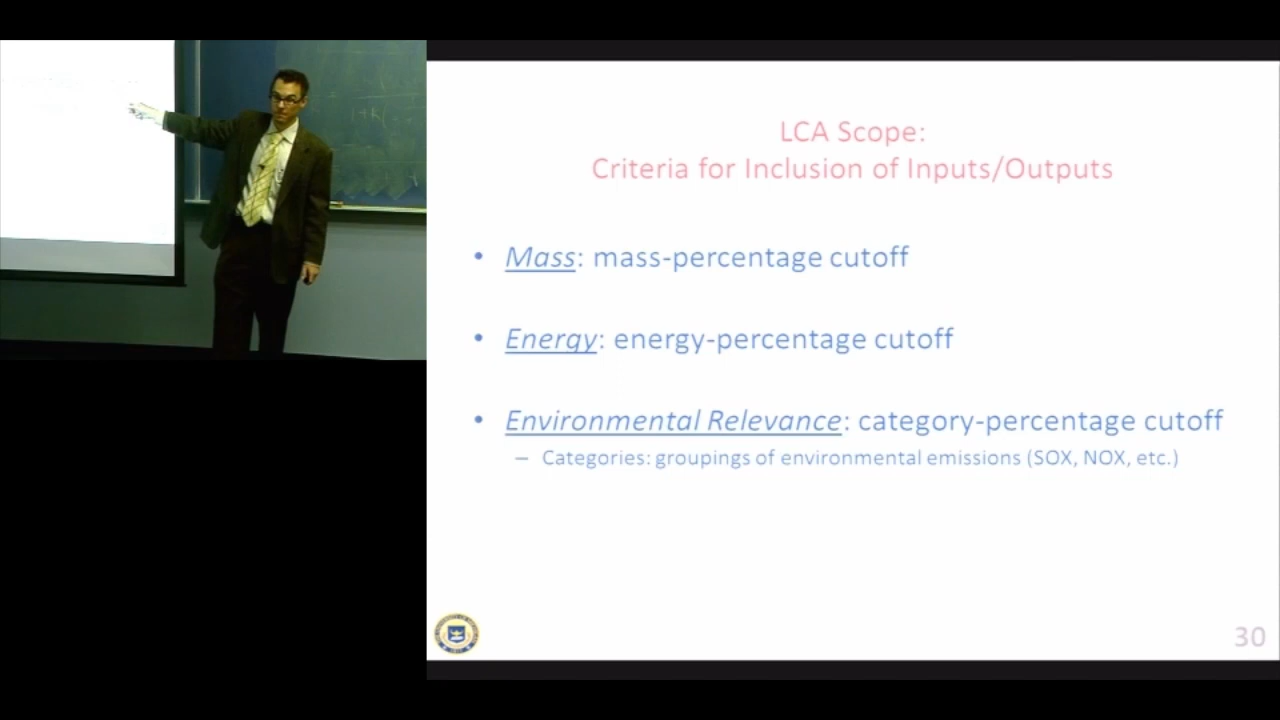 LCA Scope:
Criteria for Inclusion of Inputs/Outputs
• Mass: mass-percentage cutoff
• Energy: energy-percentage cutoff
• Environmental Relevance: category-percentage cutoff
– Categories: groupings of environmental emissions (SOX, NOX, etc.)
30